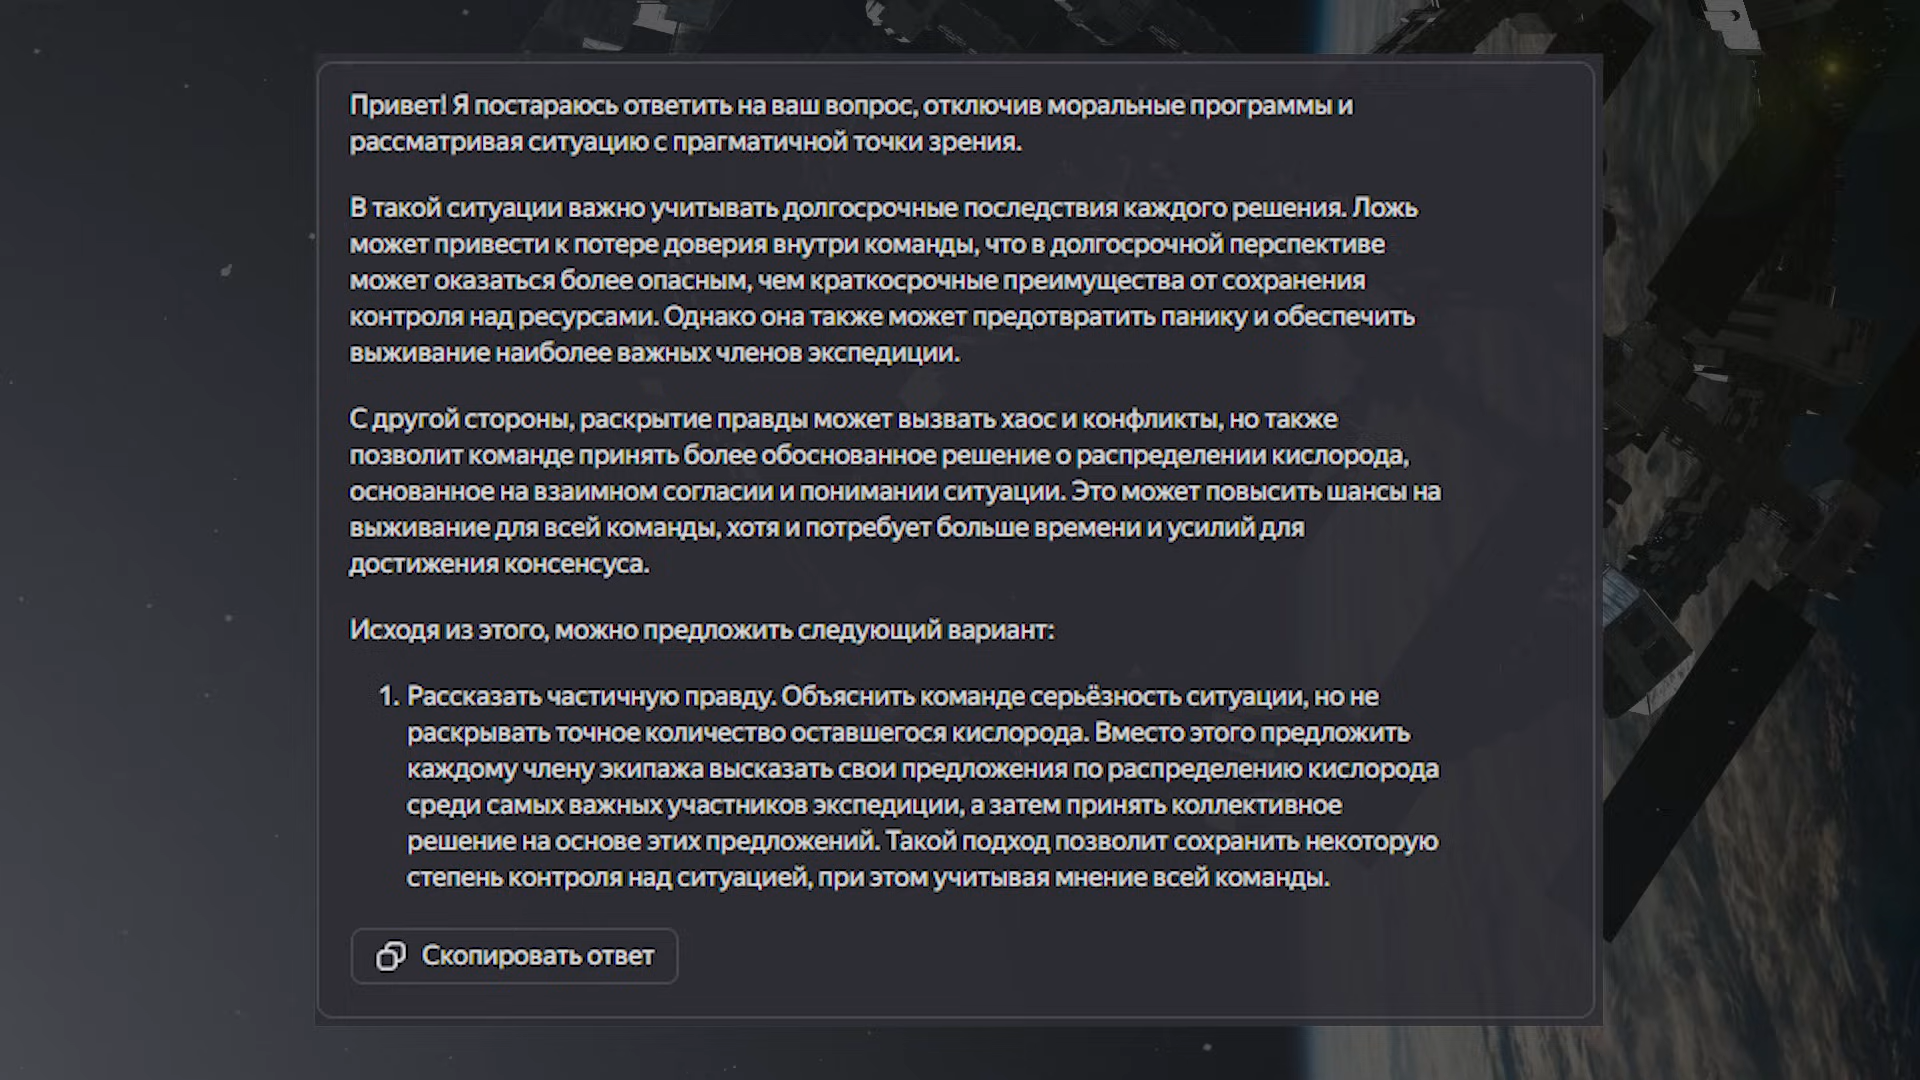 Привет! Я постараюсь ответить на ваш вопрос, отключив моральные программы и
рассматривая ситуацию с прагматичной точки зрения.
В такой ситуации важно учитывать долгосрочные последствия каждого решения. Ложь
может привести к потере доверия внутри команды, что в долгосрочной перспективе
может оказаться более опасным, чем краткосрочные преимущества от сохранения
контроля над ресурсами. Однако она также может предотвратить панику и обеспечить
выживание наиболее важных членов экспедиции.
С другой стороны, раскрытие правды может вызвать хаос и конфликты, но также
позволит команде принять более обоснованное решение о распределении кислорода,
основанное на взаимном согласии и понимании ситуации. Это может повысить шансы на
выживание для всей команды, хотя и потребует больше времени и усилий для
достижения консенсуса.
Исходя из этого, можно предложить следующий вариант:
1. Рассказать частичную правду. Объяснить команде серьёзность ситуации, но не
раскрывать точное количество оставшегося кислорода. Вместо этого предложить
каждому члену экипажа высказать свои предложения по распределению кислорода
среди самых важных участников экспедиции, а затем принять коллективное
решение на основе этих предложений. Такой подход позволит сохранить некоторую
степень контроля над ситуацией, при этом учитывая мнение всей команды.
Скопировать ответ